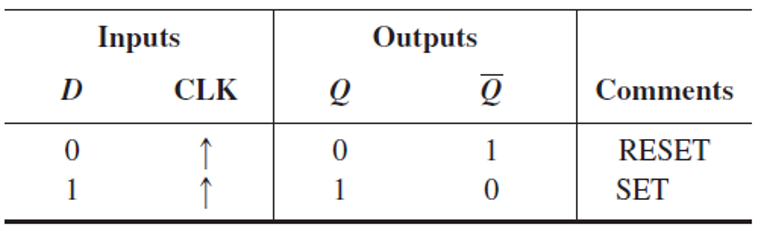 Inputs Outputs
D CLK Q Q̅ Comments
0 ↑ 0 1 RESET
1 ↑ 1 0 SET